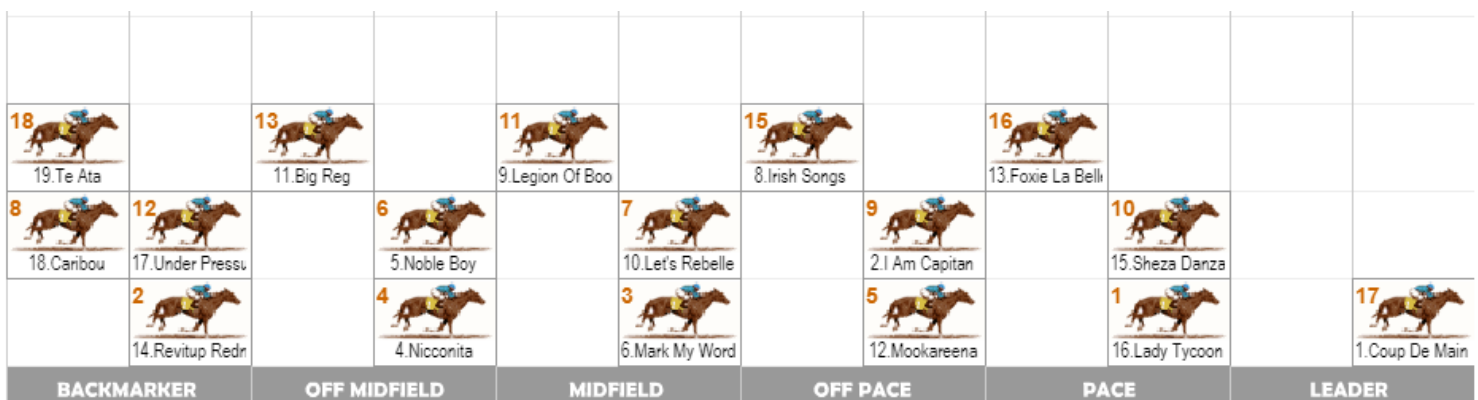 18 13 11 15 16
19.Te Ata 11.Big Reg 9.Legion Of Boo 8.Irish Songs 13.Foxie La Bell
8 12 6 7 9 10
18.Caribou 17.Under Pressu 5.Noble Boy 10.Let's Rebelle 2.I Am Capitan 15.Sheza Danza
2 4 3 5 1 17
14.Revitup Redn 4.Nicconita 6.Mark My Word 12.Mookareena 16.Lady Tycoon 1.Coup De Main
BACKMARKER OFF MIDFIELD MIDFIELD OFF PACE PACE LEADER